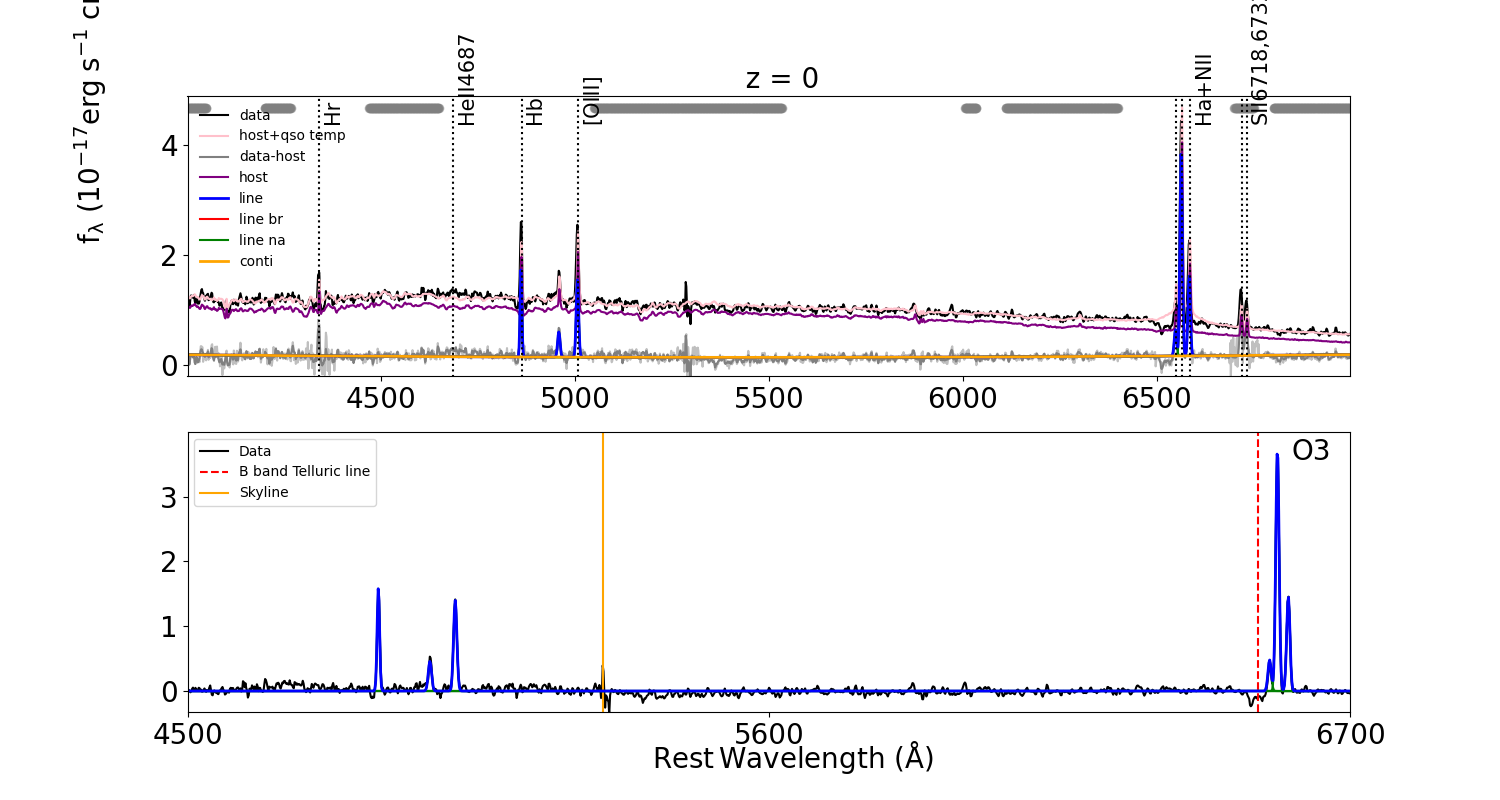 z = 0
fλ (10⁻¹⁷erg s⁻¹
Hr
HeII4687
Hb
[OIII]
Ha+NII
SII6718,673
data
host+qso temp
data-host
host
line
line br
line na
conti
4
2
0
4500 5000 5500 6000 6500
Data
B band Telluric line
Skyline
O3
3
2
1
0
4500 5600 6700
Rest Wavelength (Å)